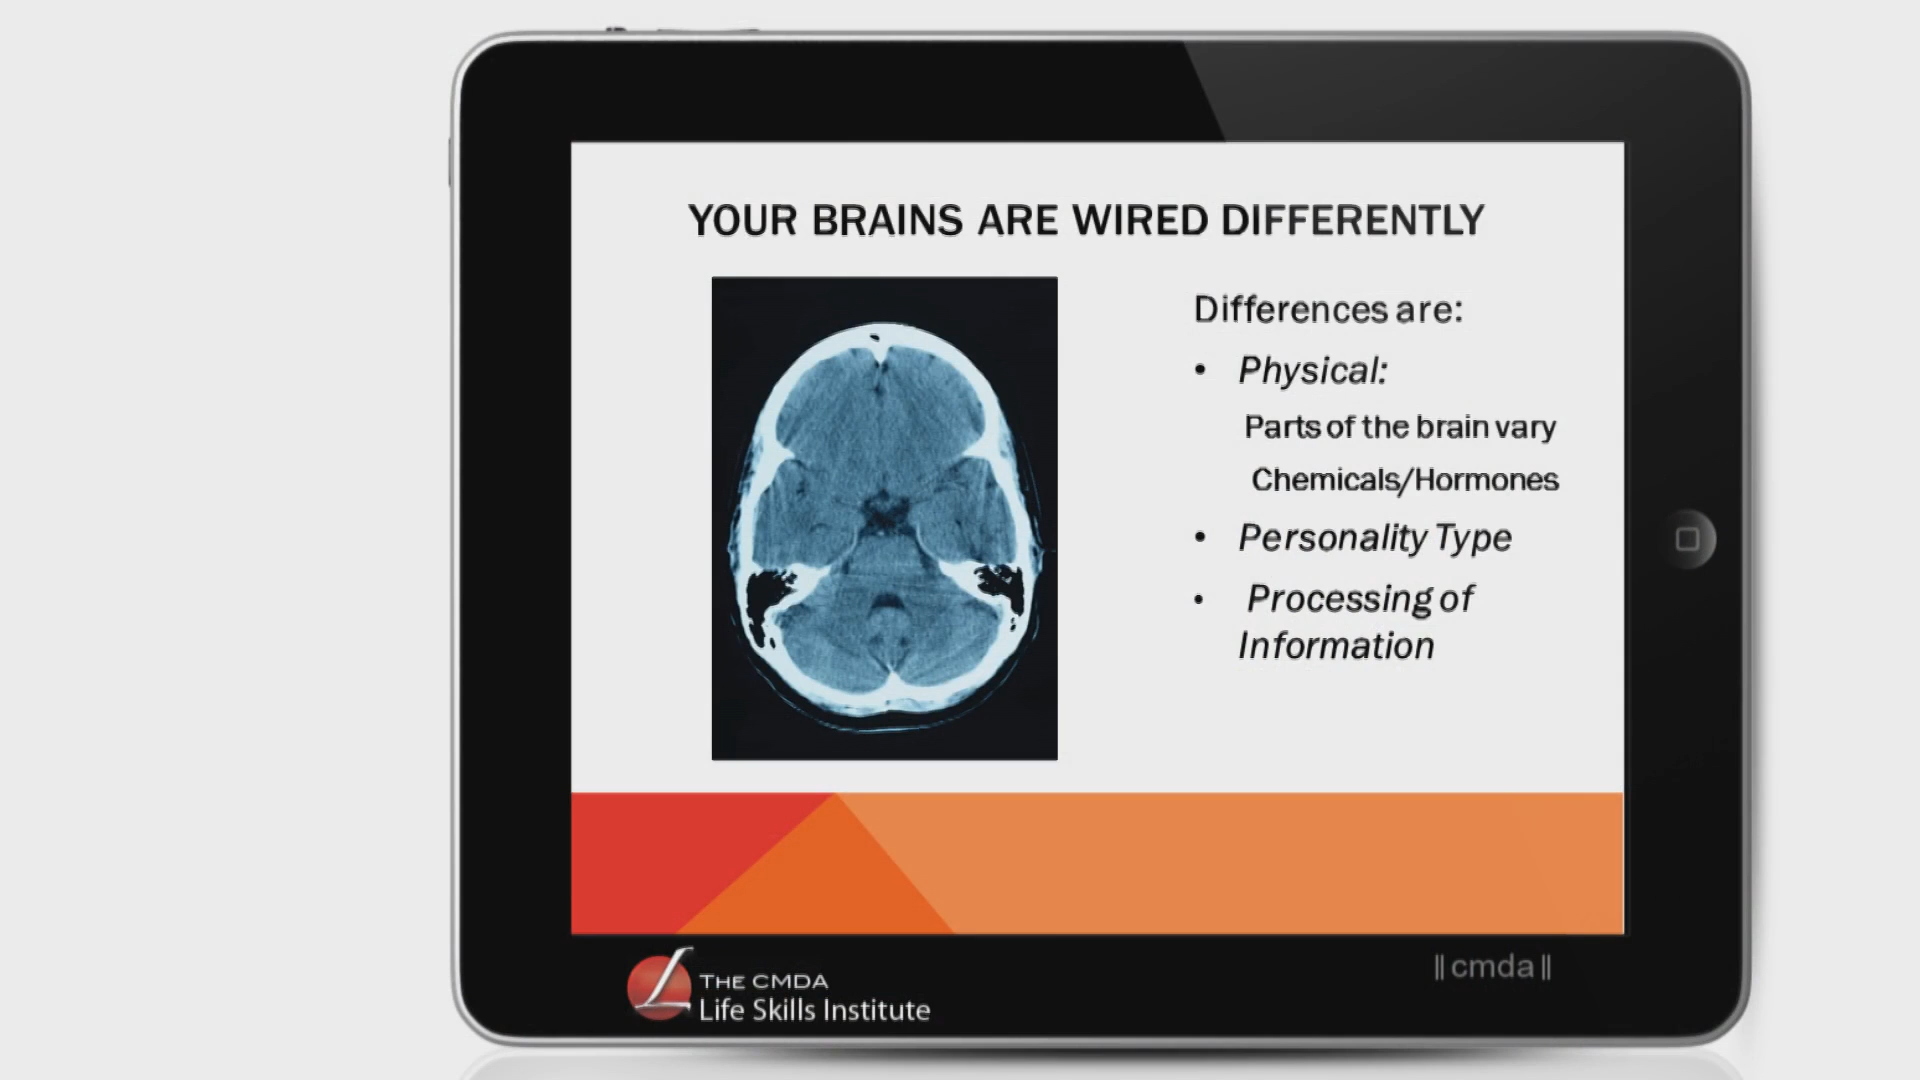 YOUR BRAINS ARE WIRED DIFFERENTLY
Differences are:
• Physical:
Parts of the brain vary
Chemicals/Hormones
• Personality Type
• Processing of
Information
THE CMDA
Life Skills Institute
||cmda||